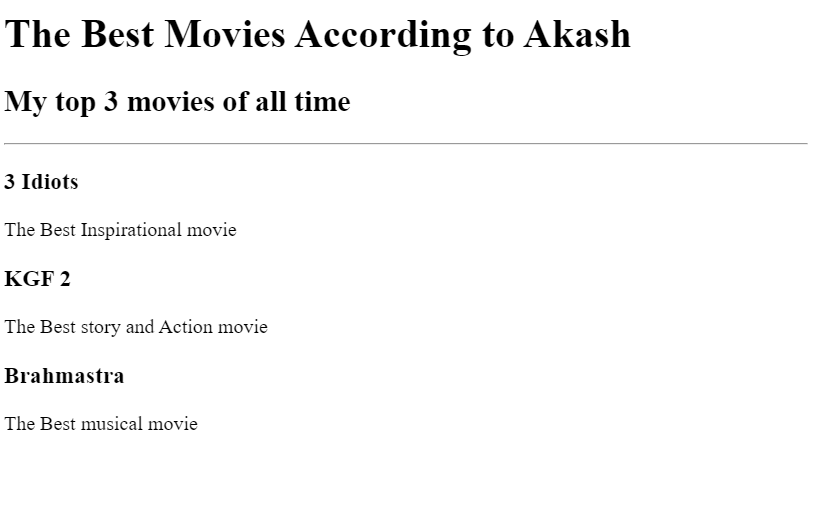 The Best Movies According to Akash
My top 3 movies of all time
3 Idiots
The Best Inspirational movie
KGF 2
The Best story and Action movie
Brahmastra
The Best musical movie